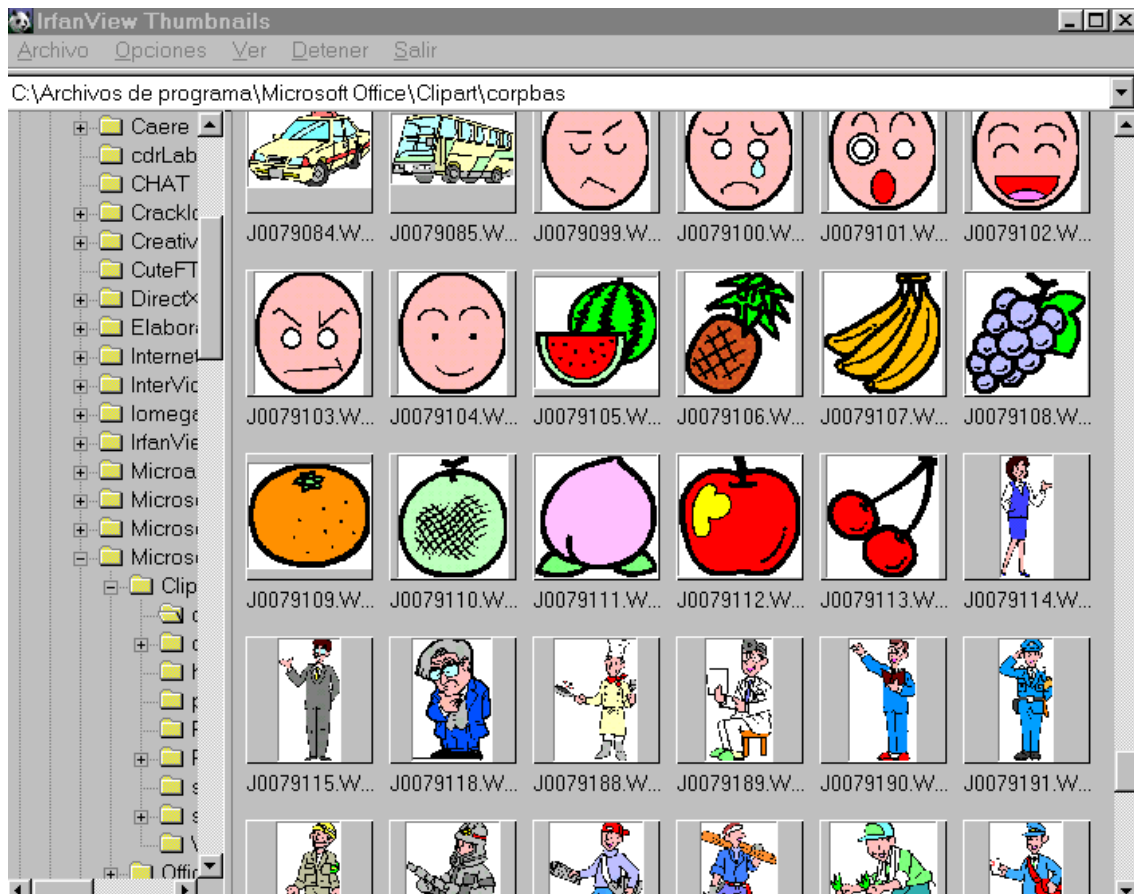 IrfanView Thumbnails
Archivo Opciones Ver Detener Salir
C:\Archivos de programa\Microsoft Office\Clipart\corpbas
Caere
cdrLab
CHAT
Crackl
Creativ
CuteFT
Direct
Elabor
Internet
InterVi
Iomega
IrfanVie
Microa
Micros
Micros
Micros
Clip
Offic
J0079084.W... J0079085.W... J0079099.W... J0079100.W... J0079101.W... J0079102.W...
J0079103.W... J0079104.W... J0079105.W... J0079106.W... J0079107.W... J0079108.W...
J0079109.W... J0079110.W... J0079111.W... J0079112.W... J0079113.W... J0079114.W...
J0079115.W... J0079118.W... J0079188.W... J0079189.W... J0079190.W... J0079191.W...